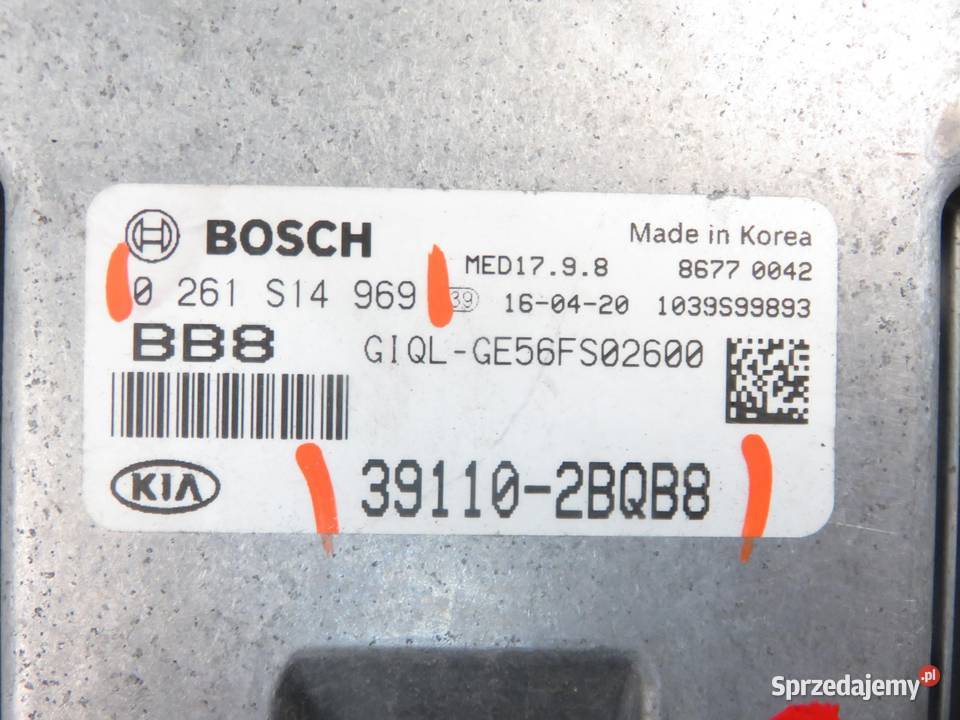 BOSCH
Made in Korea
MED17.9.8 8677 0042
0 261 S14 969 39 16-04-20 1039S99893
BB8 GIQL-GE56FS02600
KIA 39110-2BQB8
Sprzedajemy.pl